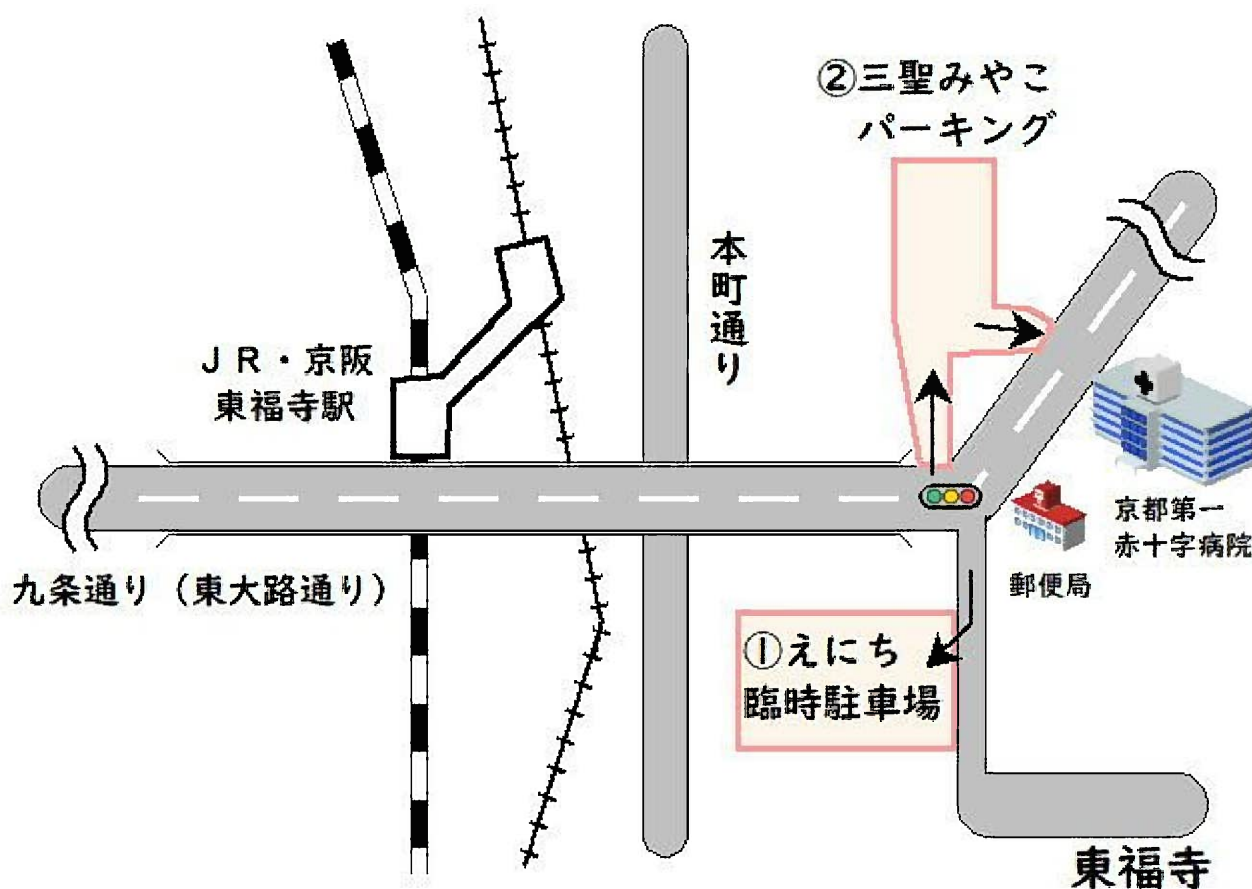 ②三聖みやこ
パーキング
本町通り
JR・京阪
東福寺駅
京都第一
赤十字病院
郵便局
九条通り（東大路通り）
①えにち
臨時駐車場
東福寺